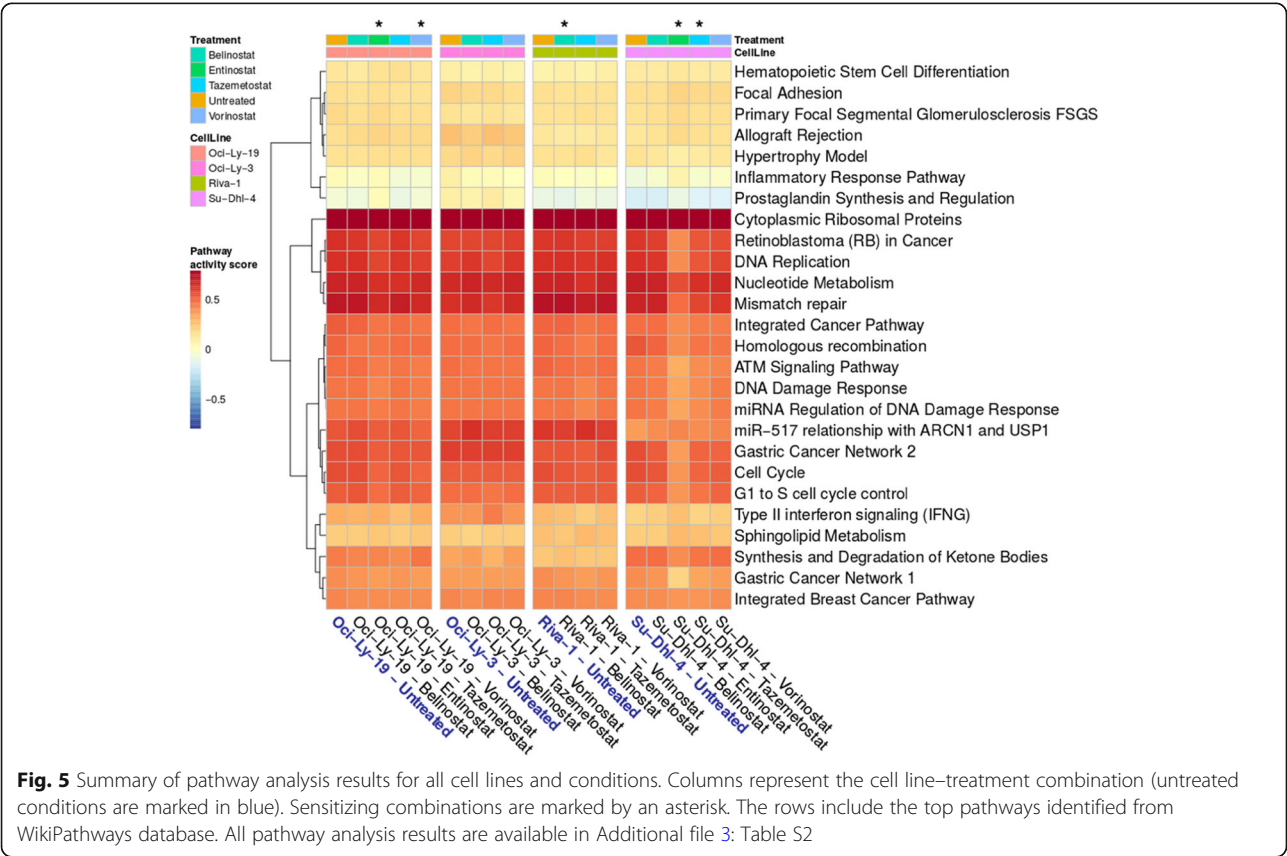 * * * * *
Treatment
Belinostat
Entinostat
Tazemetostat
Untreated
Vorinostat
CellLine
Oci–Ly–19
Oci–Ly–3
Riva–1
Su–Dhl–4
Pathway
activity score
0.5
0
−0.5
Treatment
CellLine
Hematopoietic Stem Cell Differentiation
Focal Adhesion
Primary Focal Segmental Glomerulosclerosis FSGS
Allograft Rejection
Hypertrophy Model
Inflammatory Response Pathway
Prostaglandin Synthesis and Regulation
Cytoplasmic Ribosomal Proteins
Retinoblastoma (RB) in Cancer
DNA Replication
Nucleotide Metabolism
Mismatch repair
Integrated Cancer Pathway
Homologous recombination
ATM Signaling Pathway
DNA Damage Response
miRNA Regulation of DNA Damage Response
miR−517 relationship with ARCN1 and USP1
Gastric Cancer Network 2
Cell Cycle
G1 to S cell cycle control
Type II interferon signaling (IFNG)
Sphingolipid Metabolism
Synthesis and Degradation of Ketone Bodies
Gastric Cancer Network 1
Integrated Breast Cancer Pathway
Oci–Ly–19 – Untreated
Oci–Ly–19 – Belinostat
Oci–Ly–19 – Entinostat
Oci–Ly–19 – Tazemetostat
Oci–Ly–19 – Vorinostat
Oci–Ly–3 – Untreated
Oci–Ly–3 – Belinostat
Oci–Ly–3 – Tazemetostat
Oci–Ly–3 – Vorinostat
Riva–1 – Untreated
Riva–1 – Belinostat
Riva–1 – Tazemetostat
Riva–1 – Vorinostat
Su–Dhl–4 – Untreated
Su–Dhl–4 – Belinostat
Su–Dhl–4 – Entinostat
Su–Dhl–4 – Tazemetostat
Su–Dhl–4 – Vorinostat
Fig. 5 Summary of pathway analysis results for all cell lines and conditions. Columns represent the cell line–treatment combination (untreated
conditions are marked in blue). Sensitizing combinations are marked by an asterisk. The rows include the top pathways identified from
WikiPathways database. All pathway analysis results are available in Additional file 3: Table S2